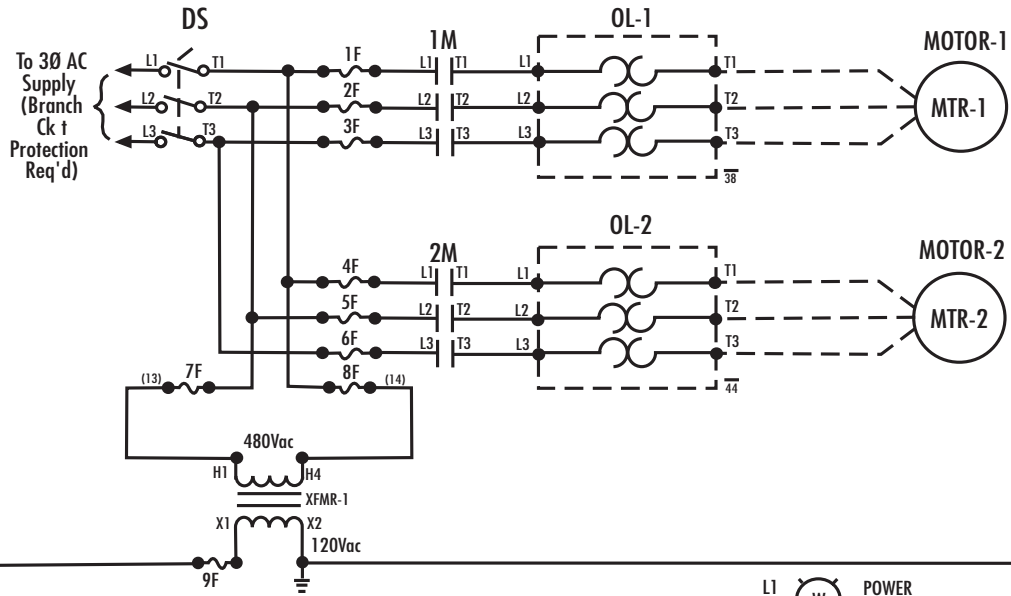 DS
To 3Ø AC
Supply
(Branch
Ck t
Protection
Req'd)
L1 T1
L2 T2
L3 T3
1F
2F
3F
1M
L1 T1
L2 T2
L3 T3
OL-1
L1 T1
L2 T2
L3 T3
38
MOTOR-1
MTR-1
4F
5F
6F
2M
L1 T1
L2 T2
L3 T3
OL-2
L1 T1
L2 T2
L3 T3
44
MOTOR-2
MTR-2
(13) 7F
8F (14)
480Vac
H1 H4
XFMR-1
X1 X2
120Vac
9F
L1 W POWER